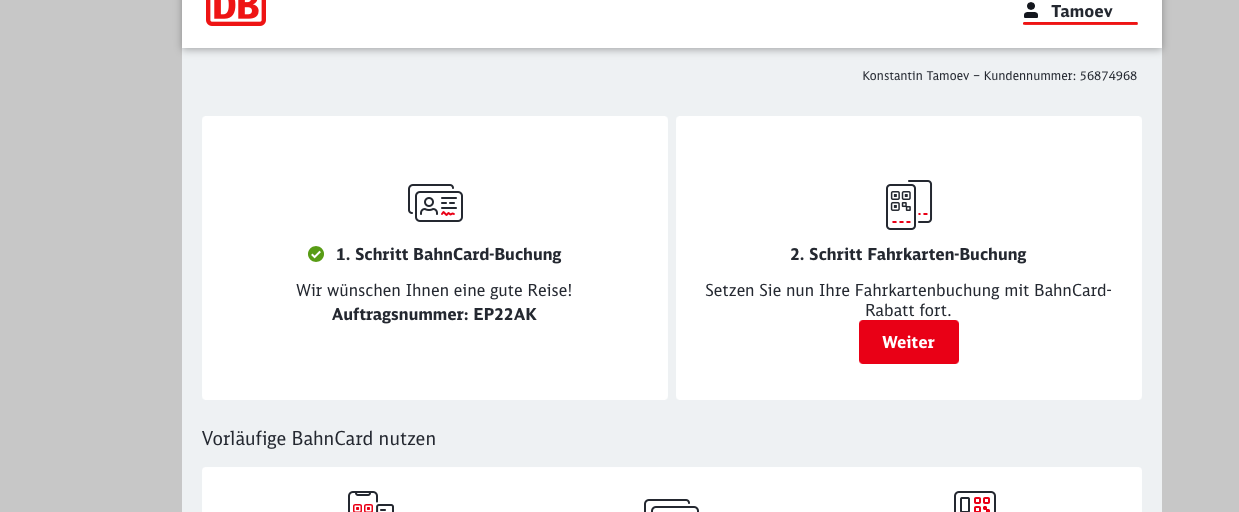 DB
Tamoev
Konstantin Tamoev – Kundennummer: 56874968
1. Schritt BahnCard-Buchung
Wir wünschen Ihnen eine gute Reise!
Auftragsnummer: EP22AK
2. Schritt Fahrkarten-Buchung
Setzen Sie nun Ihre Fahrkartenbuchung mit BahnCard-
Rabatt fort.
Weiter
Vorläufige BahnCard nutzen